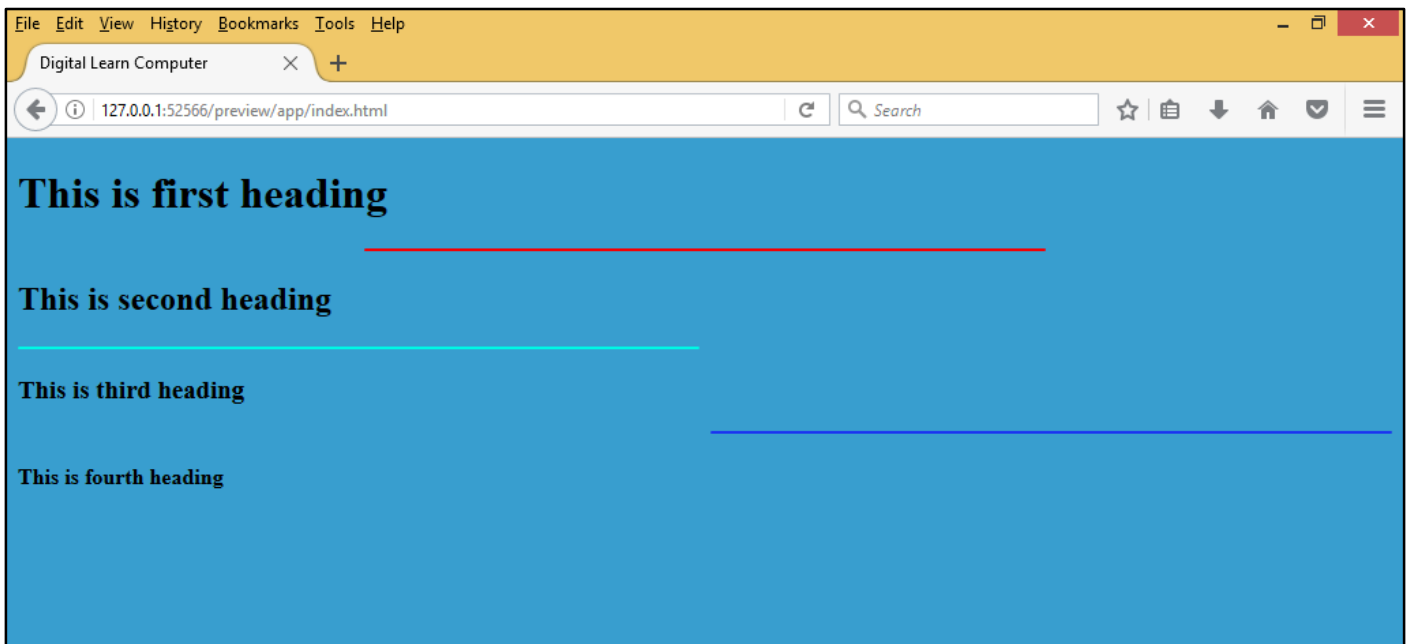 File Edit View History Bookmarks Tools Help
Digital Learn Computer
127.0.0.1:52566/preview/app/index.html Search
This is first heading
This is second heading
This is third heading
This is fourth heading